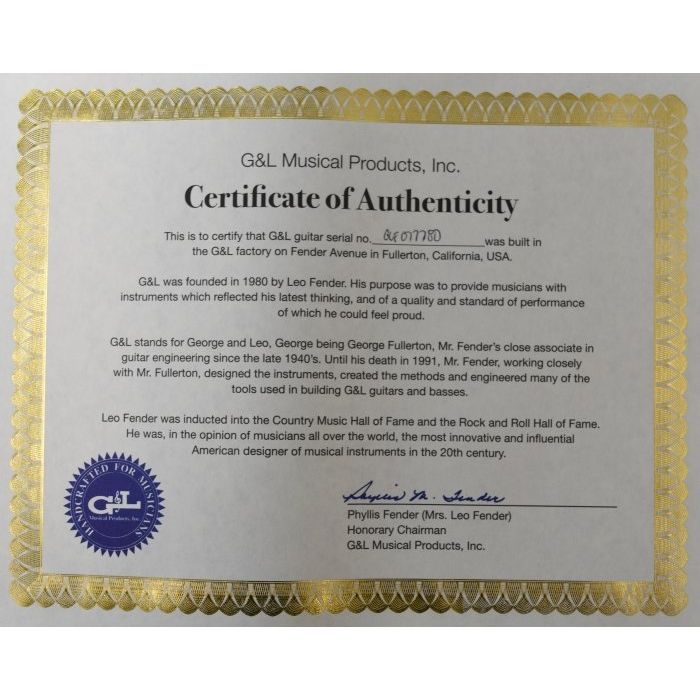 G&L Musical Products, Inc.
Certificate of Authenticity
This is to certify that G&L guitar serial no. was built in
the G&L factory on Fender Avenue in Fullerton, California, USA.
G&L was founded in 1980 by Leo Fender. His purpose was to provide musicians with
instruments which reflected his latest thinking, and of a quality and standard of performance
of which he could feel proud.
G&L stands for George and Leo, George being George Fullerton, Mr. Fender's close associate in
guitar engineering since the late 1940's. Until his death in 1991, Mr. Fender, working closely
with Mr. Fullerton, designed the instruments, created the methods and engineered many of the
tools used in building G&L guitars and basses.
Leo Fender was inducted into the Country Music Hall of Fame and the Rock and Roll Hall of Fame.
He was, in the opinion of musicians all over the world, the most innovative and influential
American designer of musical instruments in the 20th century.
HANDCRAFTED FOR MUSICIANS
G&L
Musical Products, Inc.
Phyllis M. Fender
Phyllis Fender (Mrs. Leo Fender)
Honorary Chairman
G&L Musical Products, Inc.